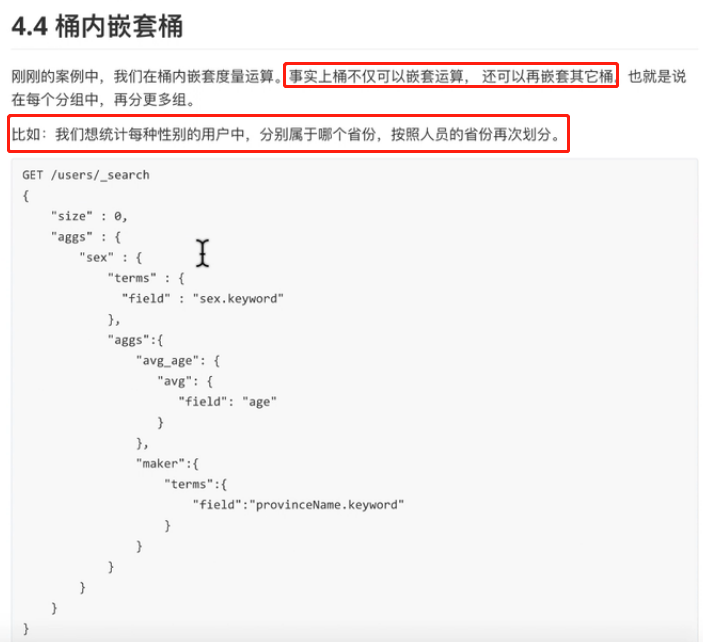 4.4 桶内嵌套桶
刚刚的案例中，我们在桶内嵌套度量运算。事实上桶不仅可以嵌套运算， 还可以再嵌套其它桶。也就是说
在每个分组中，再分更多组。
比如：我们想统计每种性别的用户中，分别属于哪个省份，按照人员的省份再次划分。
GET /users/_search
{
    "size" : 0,
    "aggs" : {
        "sex" : {
            "terms" : {
              "field" : "sex.keyword"
            },
            "aggs":{
                "avg_age": {
                   "avg": {
                      "field": "age"
                   }
                },
                "maker":{
                    "terms":{
                        "field":"provinceName.keyword"
                    }
                }
            }
        }
    }
}